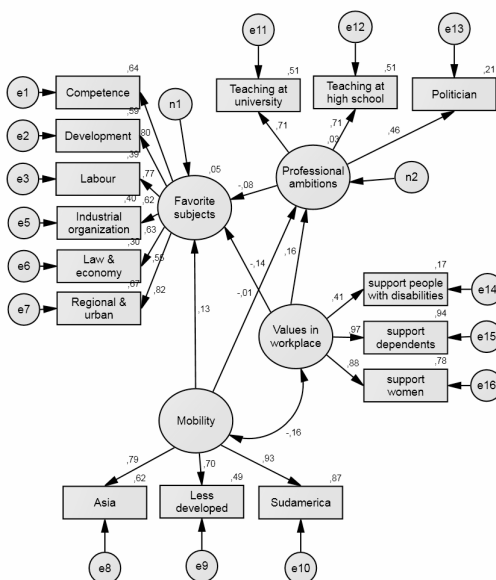 e11
e12
e13
,51
,51
,21
Teaching at
university
Teaching at
high school
Politician
,64
e1
Competence
n1
,71
,71
,46
,59
,03
e2
Development
,80
,39
,05
Professional
ambitions
n2
e3
Labour
,77
-,08
,40
,62
Favorite
subjects
e5
Industrial
organization
,63
,30
e6
Law &
economy
,55
-,14
,16
,17
,67
-,01
,41
support people
with disabilities
e14
e7
Regional &
urban
,82
,13
,94
Values in
workplace
,97
support
dependents
e15
,88
,78
support
women
e16
Mobility
-,16
,79
,70
,93
,62
,49
,87
Asia
Less
developed
Sudamerica
e8
e9
e10